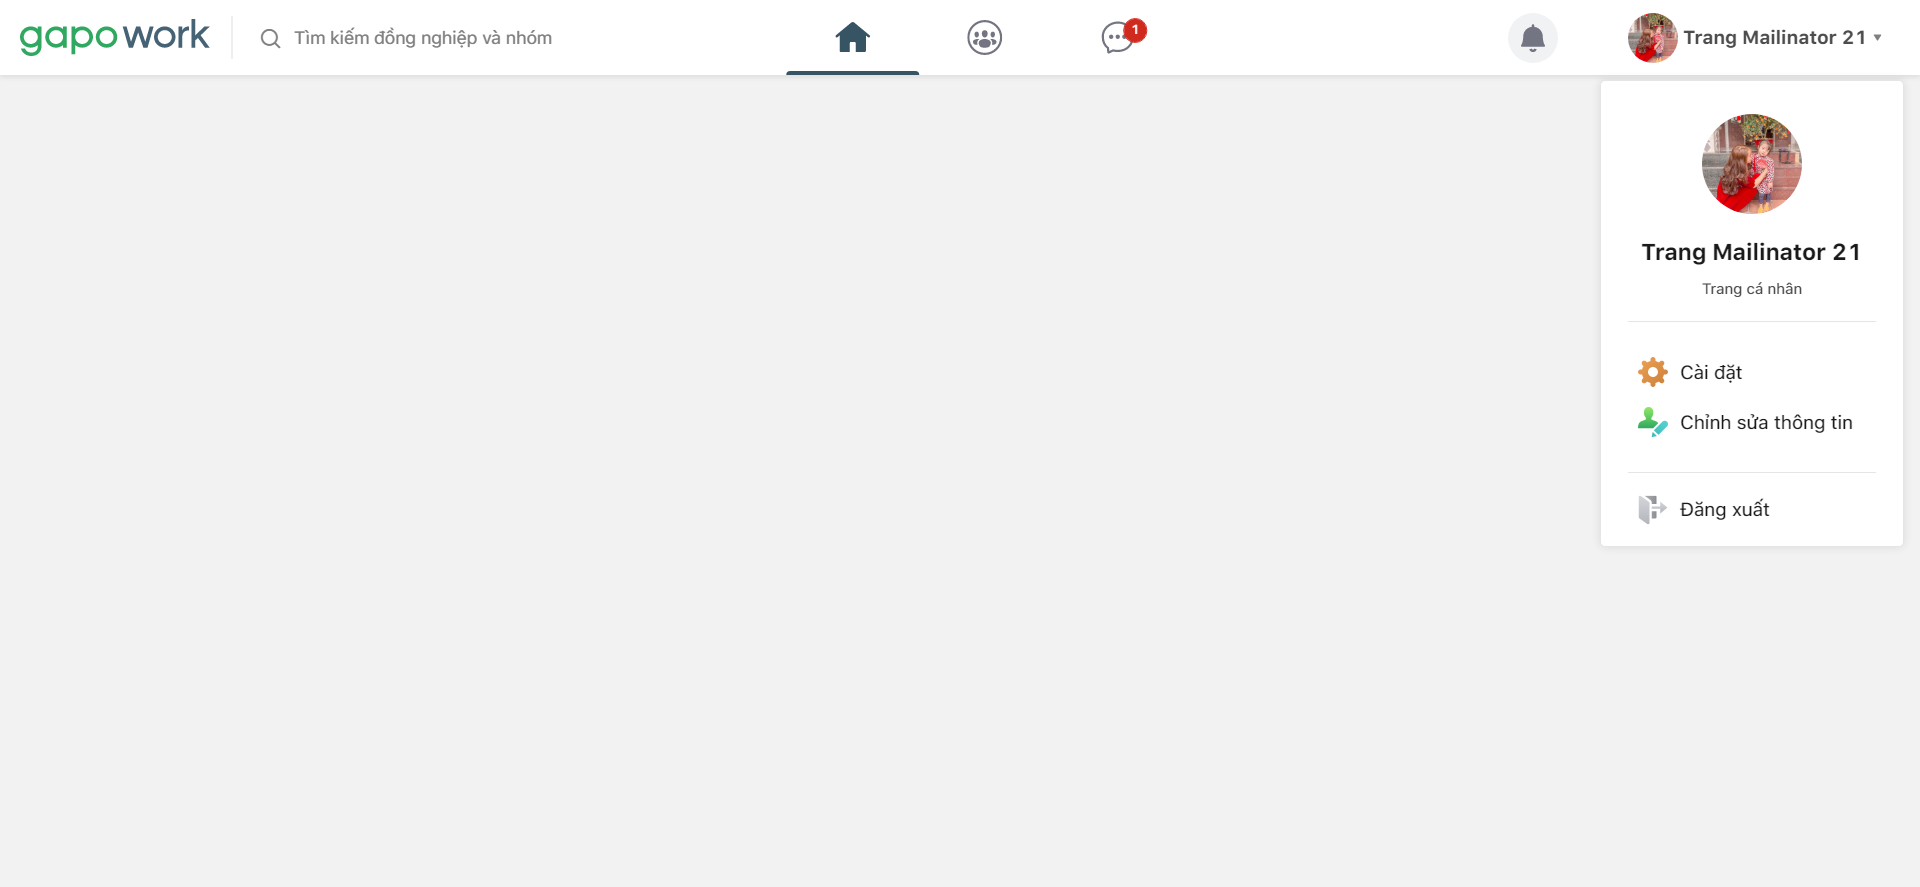 gapowork
Tìm kiếm đồng nghiệp và nhóm
1
Trang Mailinator 21
Trang Mailinator 21
Trang cá nhân
Cài đặt
Chỉnh sửa thông tin
Đăng xuất